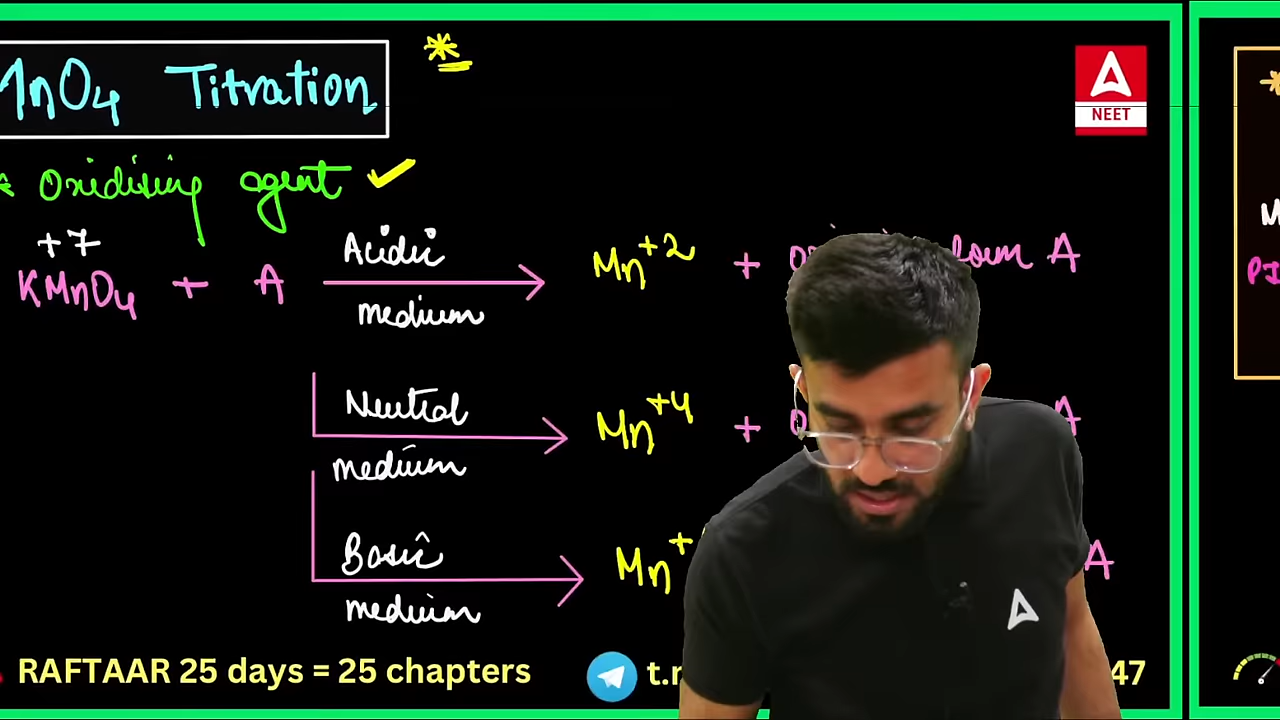 MnO4 Titration *
NEET
* Oxidising agent ✓
+7
KMnO4 + A Acidic medium Mn+2 + form A
Neutral medium Mn+4 + A
Basic medium Mn+ A
RAFTAAR 25 days = 25 chapters
47